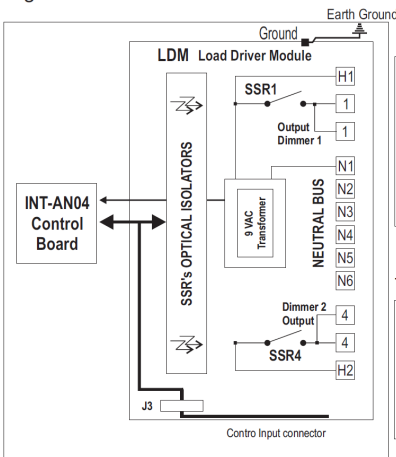 Earth Ground
Ground
LDM Load Driver Module
H1
SSR1
1
Output
Dimmer 1
1
SSR's OPTICAL ISOLATORS
INT-AN04
Control
Board
9 VAC
Transformer
NEUTRAL BUS
N1
N2
N3
N4
N5
N6
Dimmer 2
Output
4
4
SSR4
H2
J3
Contro Input connector